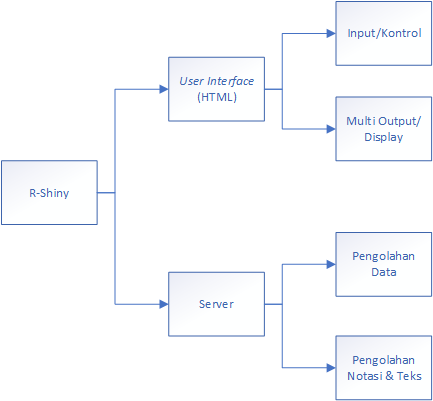 Input/Kontrol
User Interface
(HTML)
Multi Output/
Display
R-Shiny
Pengolahan
Data
Server
Pengolahan
Notasi & Teks